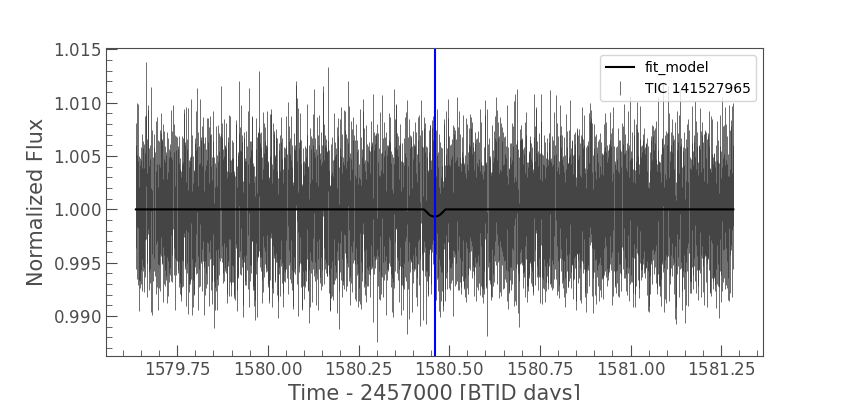 1.015
1.010
1.005
1.000
0.995
0.990
Normalized Flux
fit_model
TIC 141527965
1579.75 1580.00 1580.25 1580.50 1580.75 1581.00 1581.25
Time - 2457000 [BTJD days]